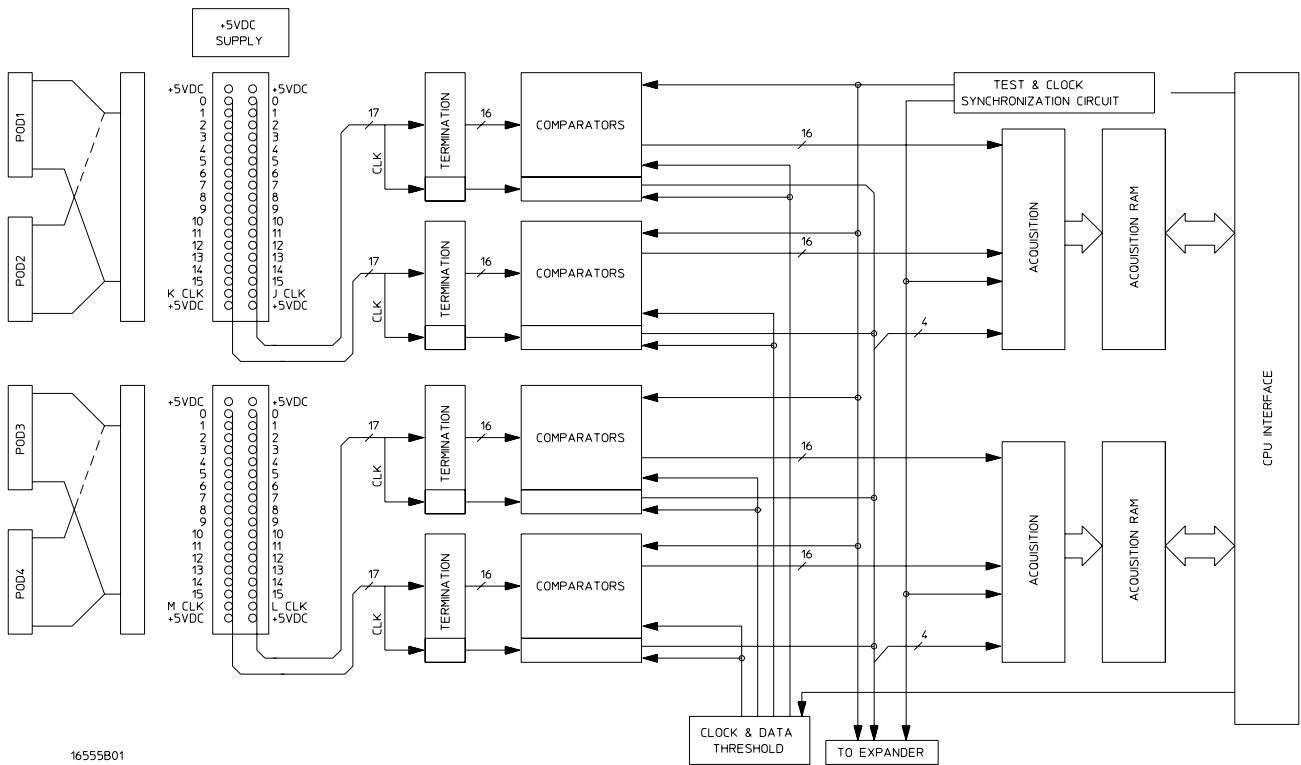 +5VDC
SUPPLY
POD1
POD2
+5VDC
0
1
2
3
4
5
6
7
8
9
10
11
12
13
14
15
K CLK
+5VDC
+5VDC
0
1
2
3
4
5
6
7
8
9
10
11
12
13
14
15
J CLK
+5VDC
17
CLK
TERMINATION
16
COMPARATORS
16
17
CLK
TERMINATION
16
COMPARATORS
16
4
TEST & CLOCK
SYNCHRONIZATION CIRCUIT
ACQUISITION
ACQUISITION RAM
CPU INTERFACE
POD3
POD4
+5VDC
0
1
2
3
4
5
6
7
8
9
10
11
12
13
14
15
M CLK
+5VDC
+5VDC
0
1
2
3
4
5
6
7
8
9
10
11
12
13
14
15
L CLK
+5VDC
17
CLK
TERMINATION
16
COMPARATORS
16
17
CLK
TERMINATION
16
COMPARATORS
16
4
ACQUISITION
ACQUISITION RAM
CLOCK & DATA
THRESHOLD
TO EXPANDER
16555B01